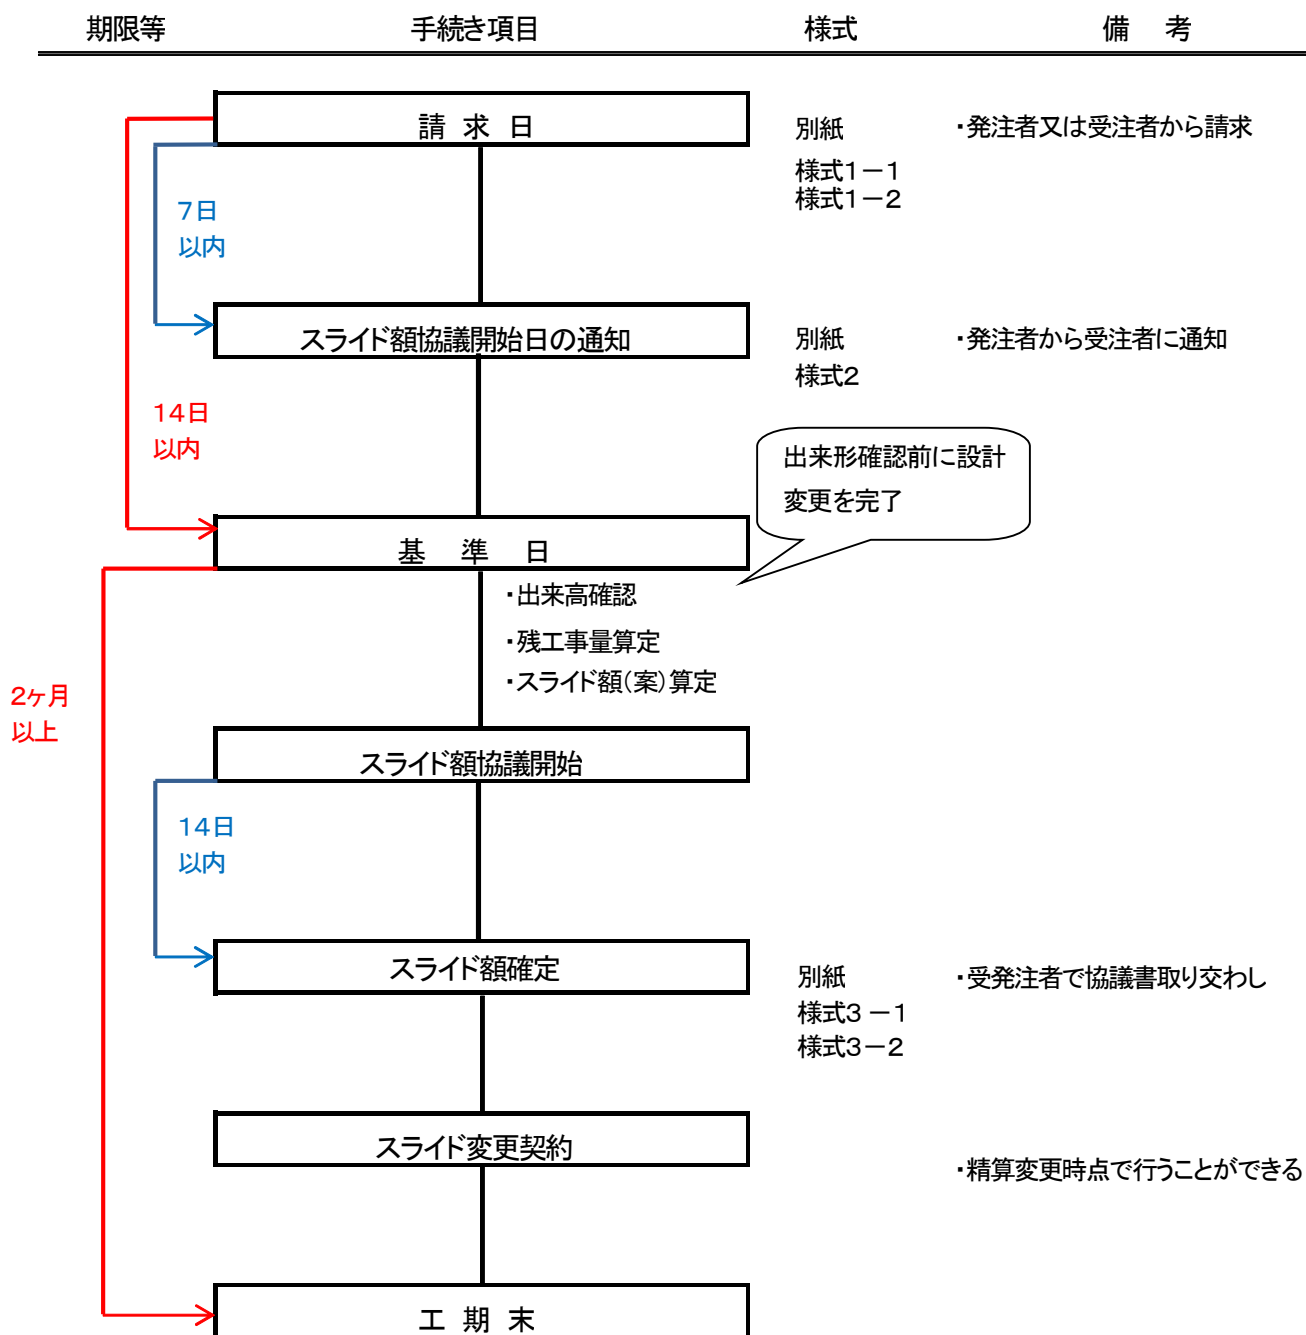 期限等 手続き項目 様式 備 考
請 求 日 別紙 ・発注者又は受注者から請求
様式1－1
様式1－2
7日
以内
スライド額協議開始日の通知 別紙 ・発注者から受注者に通知
様式2
14日
以内
出来形確認前に設計
変更を完了
基 準 日
・出来高確認
・残工事量算定
・スライド額（案）算定
2ヶ月
以上
スライド額協議開始
14日
以内
スライド額確定 別紙 ・受発注者で協議書取り交わし
様式3 －1
様式3－2
スライド変更契約
・精算変更時点で行うことができる
工 期 末